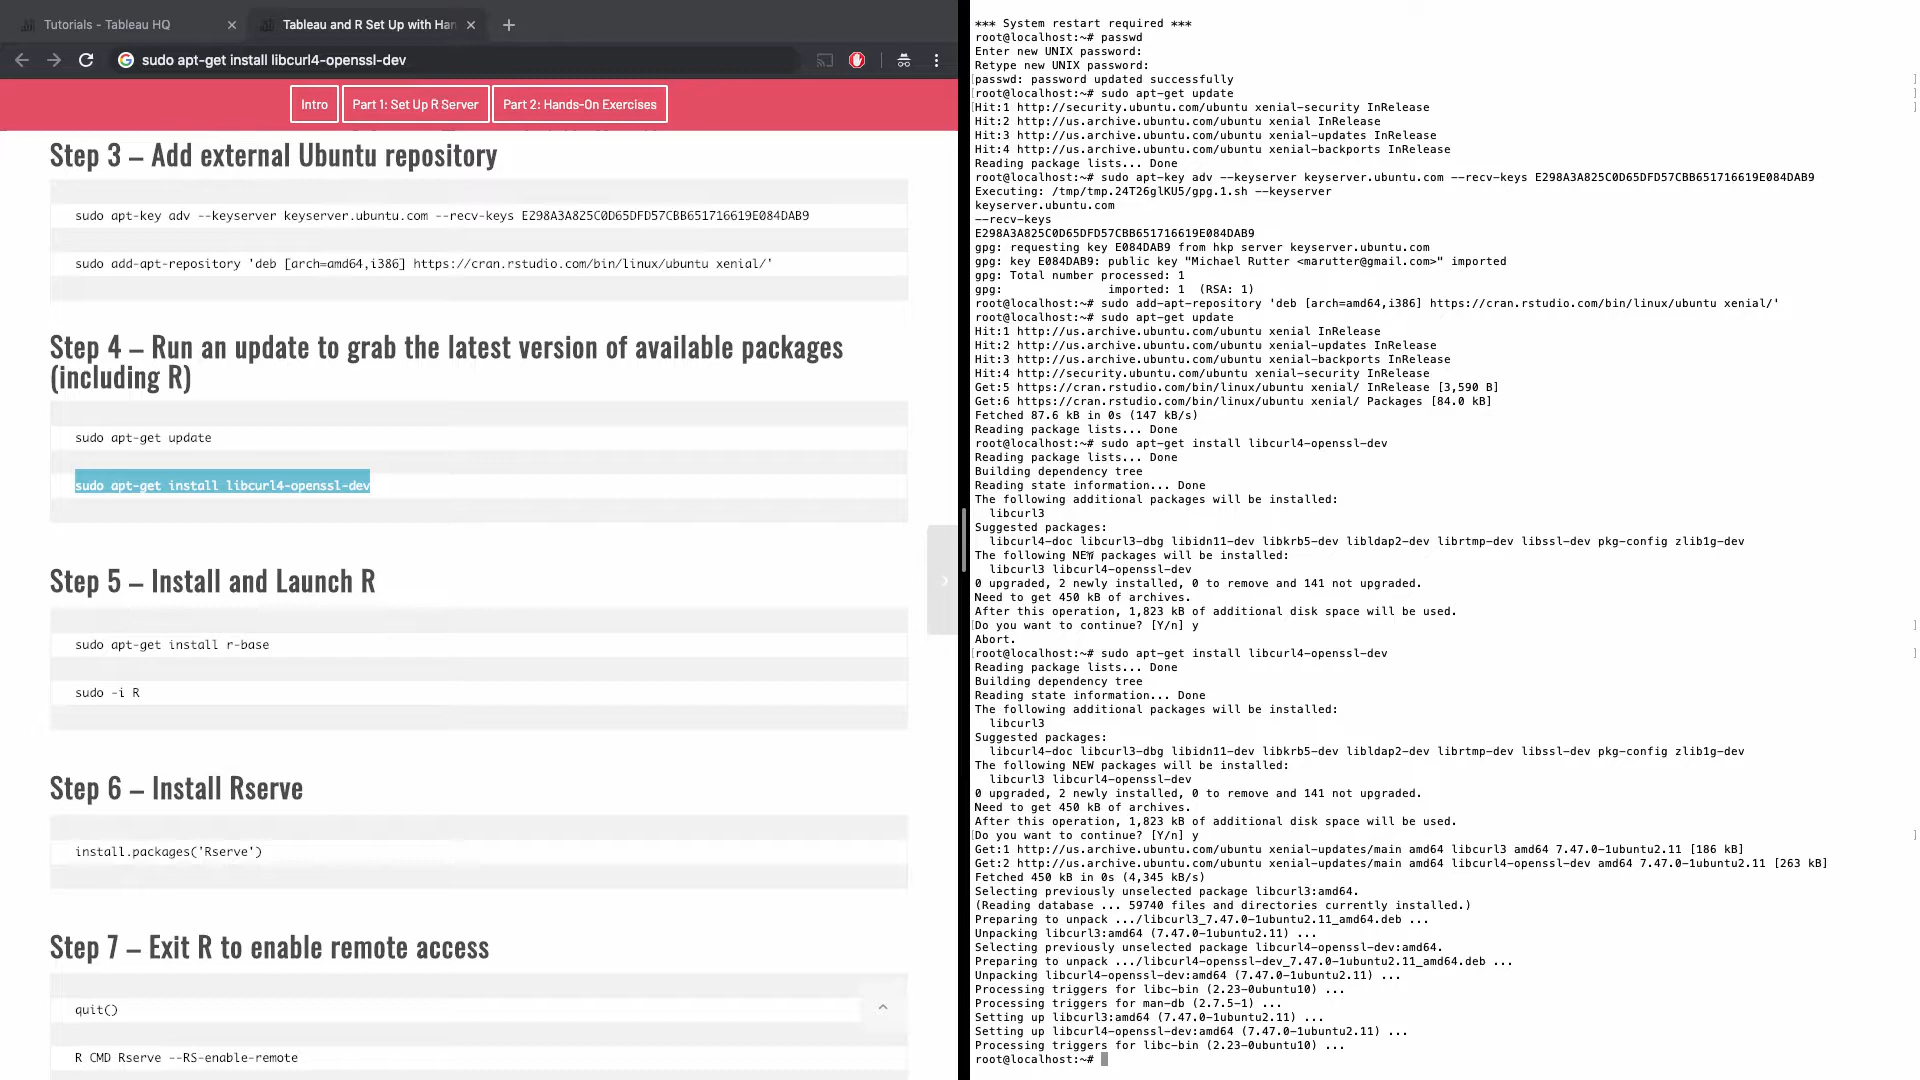 Tutorials - Tableau HQ
Tableau and R Set Up with Han
sudo apt-get install libcurl4-openssl-dev
Intro
Part 1: Set Up R Server
Part 2: Hands-On Exercises
Step 3 – Add external Ubuntu repository
sudo apt-key adv --keyserver keyserver.ubuntu.com --recv-keys E298A3A825C0D65DFD57CBB651716619E084DAB9
sudo add-apt-repository 'deb [arch=amd64,i386] https://cran.rstudio.com/bin/linux/ubuntu xenial/'
Step 4 – Run an update to grab the latest version of available packages
(including R)
sudo apt-get update
sudo apt-get install libcurl4-openssl-dev
Step 5 – Install and Launch R
sudo apt-get install r-base
sudo -i R
Step 6 – Install Rserve
install.packages('Rserve')
Step 7 – Exit R to enable remote access
quit()
R CMD Rserve --RS-enable-remote
*** System restart required ***
root@localhost:~# passwd
Enter new UNIX password:
Retype new UNIX password:
passwd: password updated successfully
root@localhost:~# sudo apt-get update
Hit:1 http://security.ubuntu.com/ubuntu xenial-security InRelease
Hit:2 http://us.archive.ubuntu.com/ubuntu xenial InRelease
Hit:3 http://us.archive.ubuntu.com/ubuntu xenial-updates InRelease
Hit:4 http://us.archive.ubuntu.com/ubuntu xenial-backports InRelease
Reading package lists... Done
root@localhost:~# sudo apt-key adv --keyserver keyserver.ubuntu.com --recv-keys E298A3A825C0D65DFD57CBB651716619E084DAB9
Executing: /tmp/tmp.24T26glKU5/gpg.1.sh --keyserver
keyserver.ubuntu.com
--recv-keys
E298A3A825C0D65DFD57CBB651716619E084DAB9
gpg: requesting key E084DAB9 from hkp server keyserver.ubuntu.com
gpg: key E084DAB9: public key "Michael Rutter <marutter@gmail.com>" imported
gpg: Total number processed: 1
gpg:               imported: 1  (RSA: 1)
root@localhost:~# sudo add-apt-repository 'deb [arch=amd64,i386] https://cran.rstudio.com/bin/linux/ubuntu xenial/'
root@localhost:~# sudo apt-get update
Hit:1 http://us.archive.ubuntu.com/ubuntu xenial InRelease
Hit:2 http://us.archive.ubuntu.com/ubuntu xenial-updates InRelease
Hit:3 http://us.archive.ubuntu.com/ubuntu xenial-backports InRelease
Hit:4 http://security.ubuntu.com/ubuntu xenial-security InRelease
Get:5 https://cran.rstudio.com/bin/linux/ubuntu xenial/ InRelease [3,590 B]
Get:6 https://cran.rstudio.com/bin/linux/ubuntu xenial/ Packages [84.0 kB]
Fetched 87.6 kB in 0s (147 kB/s)
Reading package lists... Done
root@localhost:~# sudo apt-get install libcurl4-openssl-dev
Reading package lists... Done
Building dependency tree
Reading state information... Done
The following additional packages will be installed:
libcurl3
Suggested packages:
libcurl4-doc libcurl3-dbg libidn11-dev libkrb5-dev libldap2-dev librtmp-dev libssl-dev pkg-config zlib1g-dev
The following NEW packages will be installed:
libcurl3 libcurl4-openssl-dev
0 upgraded, 2 newly installed, 0 to remove and 141 not upgraded.
Need to get 450 kB of archives.
After this operation, 1,823 kB of additional disk space will be used.
Do you want to continue? [Y/n] y
Abort.
root@localhost:~# sudo apt-get install libcurl4-openssl-dev
Reading package lists... Done
Building dependency tree
Reading state information... Done
The following additional packages will be installed:
libcurl3
Suggested packages:
libcurl4-doc libcurl3-dbg libidn11-dev libkrb5-dev libldap2-dev librtmp-dev libssl-dev pkg-config zlib1g-dev
The following NEW packages will be installed:
libcurl3 libcurl4-openssl-dev
0 upgraded, 2 newly installed, 0 to remove and 141 not upgraded.
Need to get 450 kB of archives.
After this operation, 1,823 kB of additional disk space will be used.
Do you want to continue? [Y/n] y
Get:1 http://us.archive.ubuntu.com/ubuntu xenial-updates/main amd64 libcurl3 amd64 7.47.0-1ubuntu2.11 [186 kB]
Get:2 http://us.archive.ubuntu.com/ubuntu xenial-updates/main amd64 libcurl4-openssl-dev amd64 7.47.0-1ubuntu2.11 [263 kB]
Fetched 450 kB in 0s (4,345 kB/s)
Selecting previously unselected package libcurl3:amd64.
(Reading database ... 59740 files and directories currently installed.)
Preparing to unpack .../libcurl3_7.47.0-1ubuntu2.11_amd64.deb ...
Unpacking libcurl3:amd64 (7.47.0-1ubuntu2.11) ...
Selecting previously unselected package libcurl4-openssl-dev:amd64.
Preparing to unpack .../libcurl4-openssl-dev_7.47.0-1ubuntu2.11_amd64.deb ...
Unpacking libcurl4-openssl-dev:amd64 (7.47.0-1ubuntu2.11) ...
Processing triggers for libc-bin (2.23-0ubuntu10) ...
Processing triggers for man-db (2.7.5-1) ...
Setting up libcurl3:amd64 (7.47.0-1ubuntu2.11) ...
Setting up libcurl4-openssl-dev:amd64 (7.47.0-1ubuntu2.11) ...
Processing triggers for libc-bin (2.23-0ubuntu10) ...
root@localhost:~#